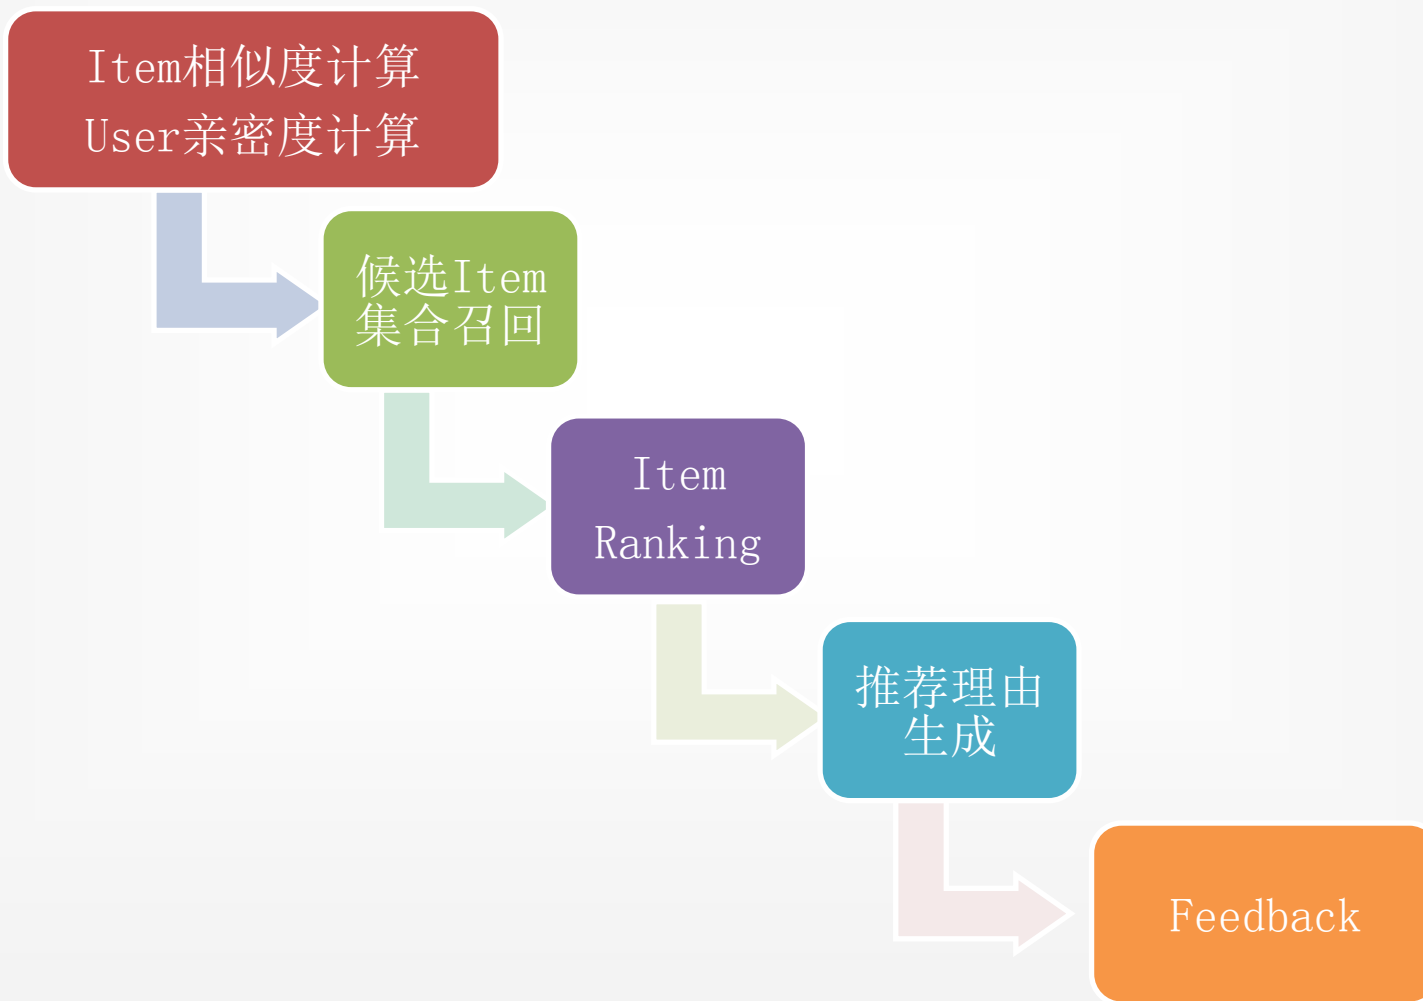 Item相似度计算
User亲密度计算
候选Item
集合召回
Item
Ranking
推荐理由
生成
Feedback